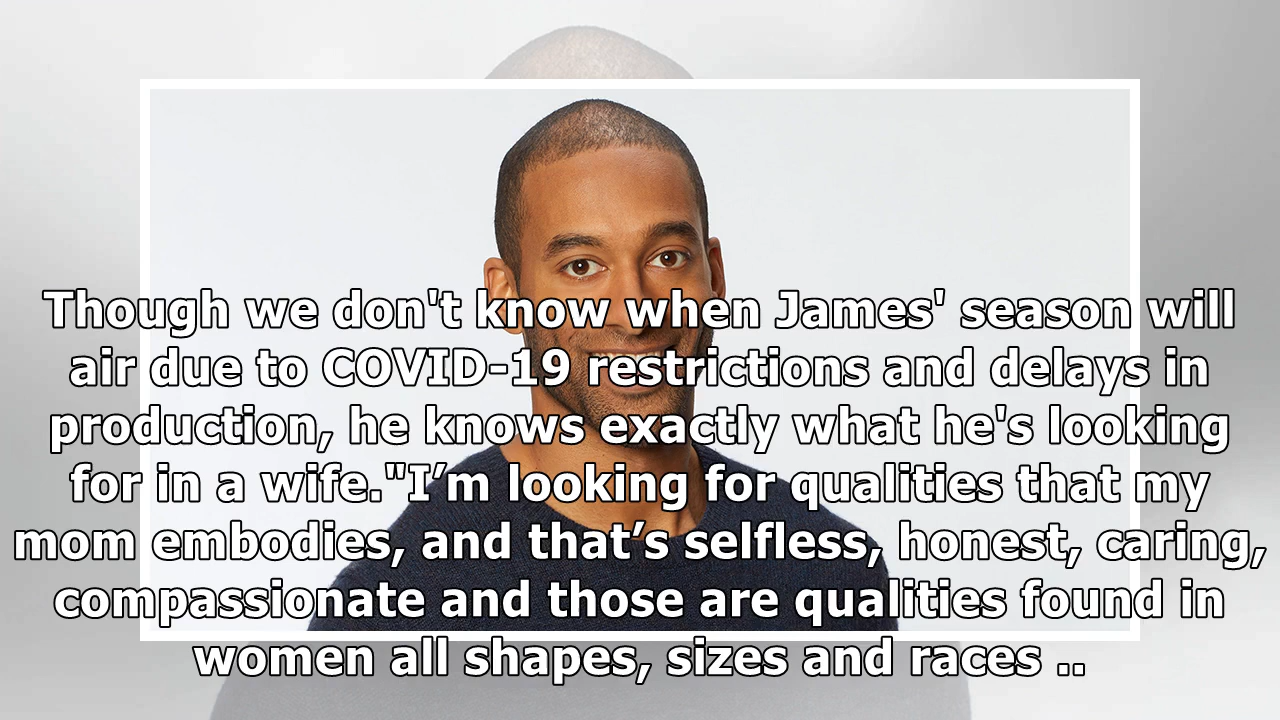 Though we don't know when James' season will
air due to COVID-19 restrictions and delays in
production, he knows exactly what he's looking
for in a wife."I’m looking for qualities that my
mom embodies, and that’s selfless, honest, caring,
compassionate and those are qualities found in
women all shapes, sizes and races ..